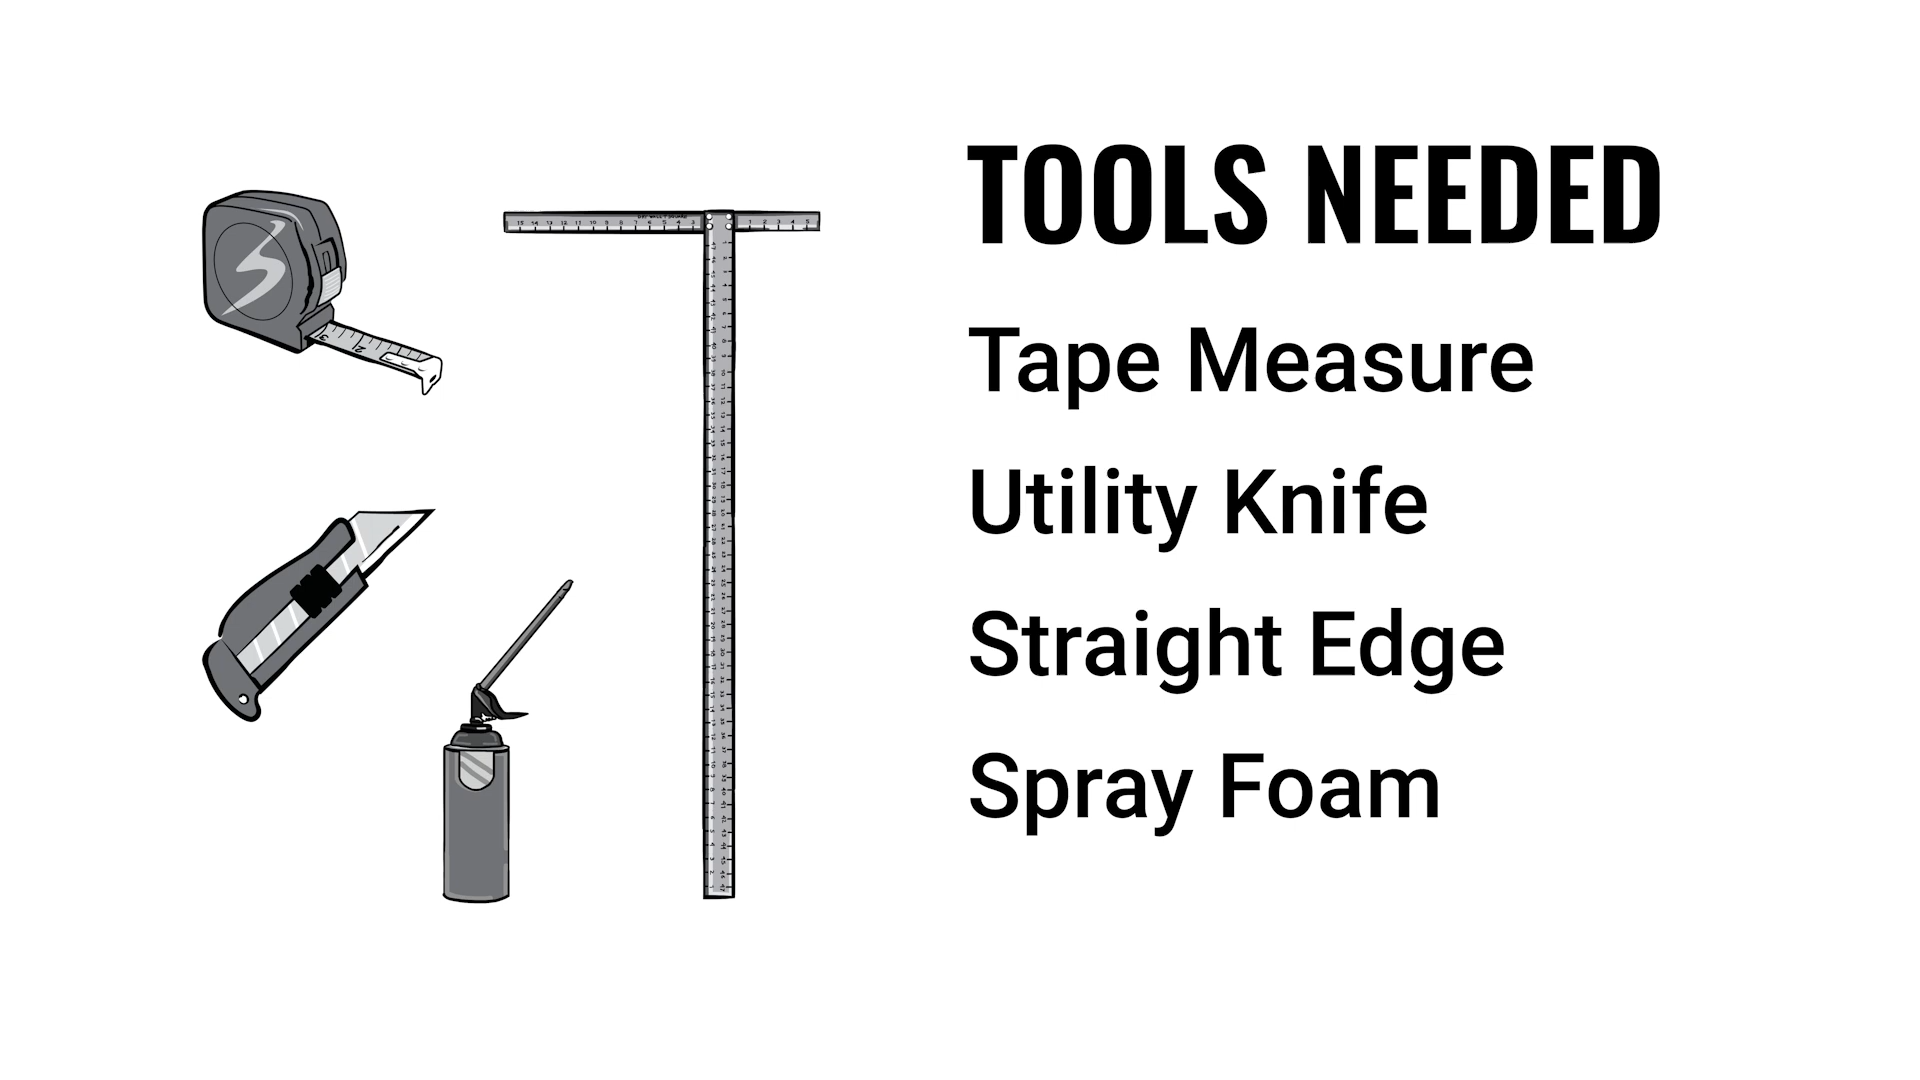 TOOLS NEEDED
Tape Measure
Utility Knife
Straight Edge
Spray Foam